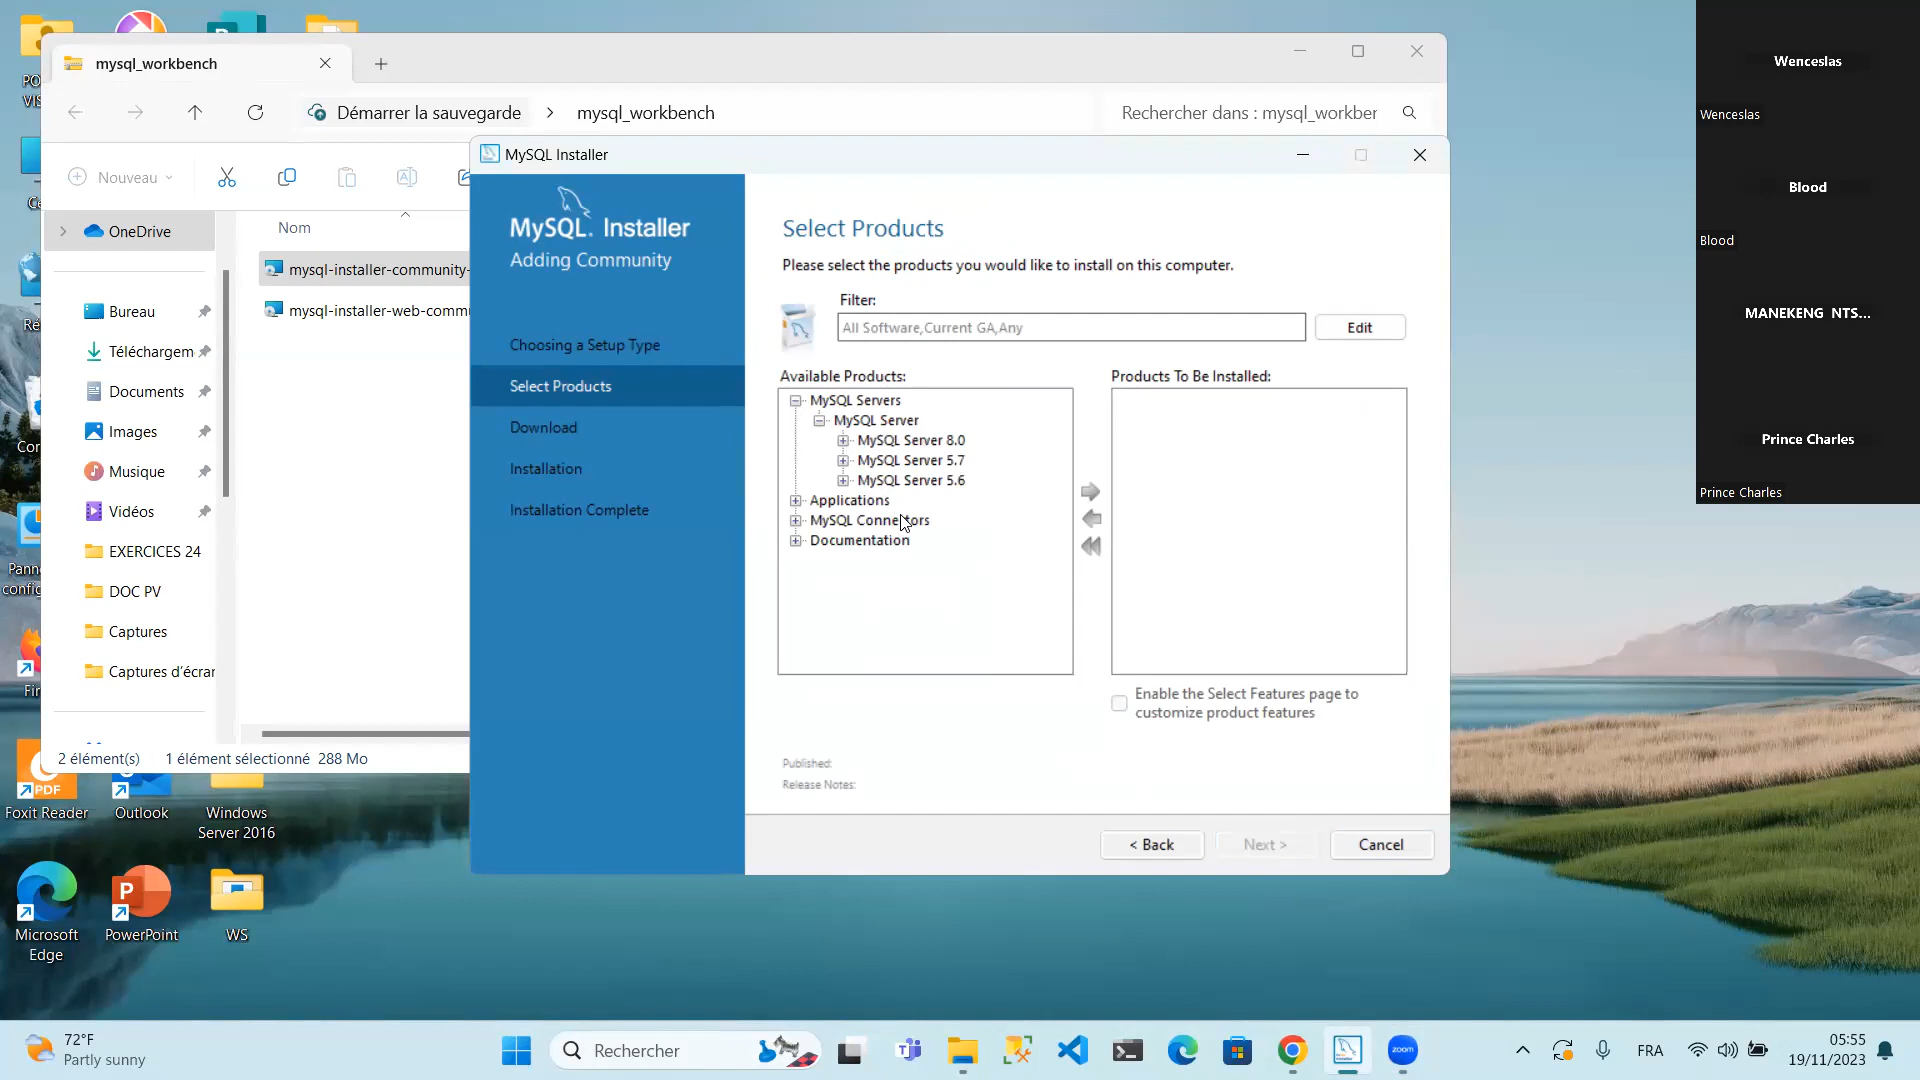 mysql_workbench
Démarrer la sauvegarde
mysql_workbench
Rechercher dans : mysql_workber
Nouveau
OneDrive
Bureau
Téléchargem
Documents
Images
Musique
Vidéos
EXERCICES 24
DOC PV
Captures
Captures d'écrar
Nom
mysql-installer-community-
mysql-installer-web-comm
2 élément(s)
1 élément sélectionné 288 Mo
MySQL Installer
MySQL. Installer
Adding Community
Choosing a Setup Type
Select Products
Download
Installation
Installation Complete
Select Products
Please select the products you would like to install on this computer.
Filter:
All Software,Current GA,Any
Edit
Available Products:
MySQL Servers
MySQL Server
MySQL Server 8.0
MySQL Server 5.7
MySQL Server 5.6
Applications
MySQL Connectors
Documentation
Products To Be Installed:
Enable the Select Features page to
customize product features
Published:
Release Notes:
< Back
Next >
Cancel
Wenceslas
Wenceslas
Blood
Blood
MANEKENG NTS...
Prince Charles
Prince Charles
PDF
Foxit Reader
Outlook
Windows
Server 2016
Microsoft
Edge
PowerPoint
WS
72°F
Partly sunny
Rechercher
zoom
FRA
05:55
19/11/2023